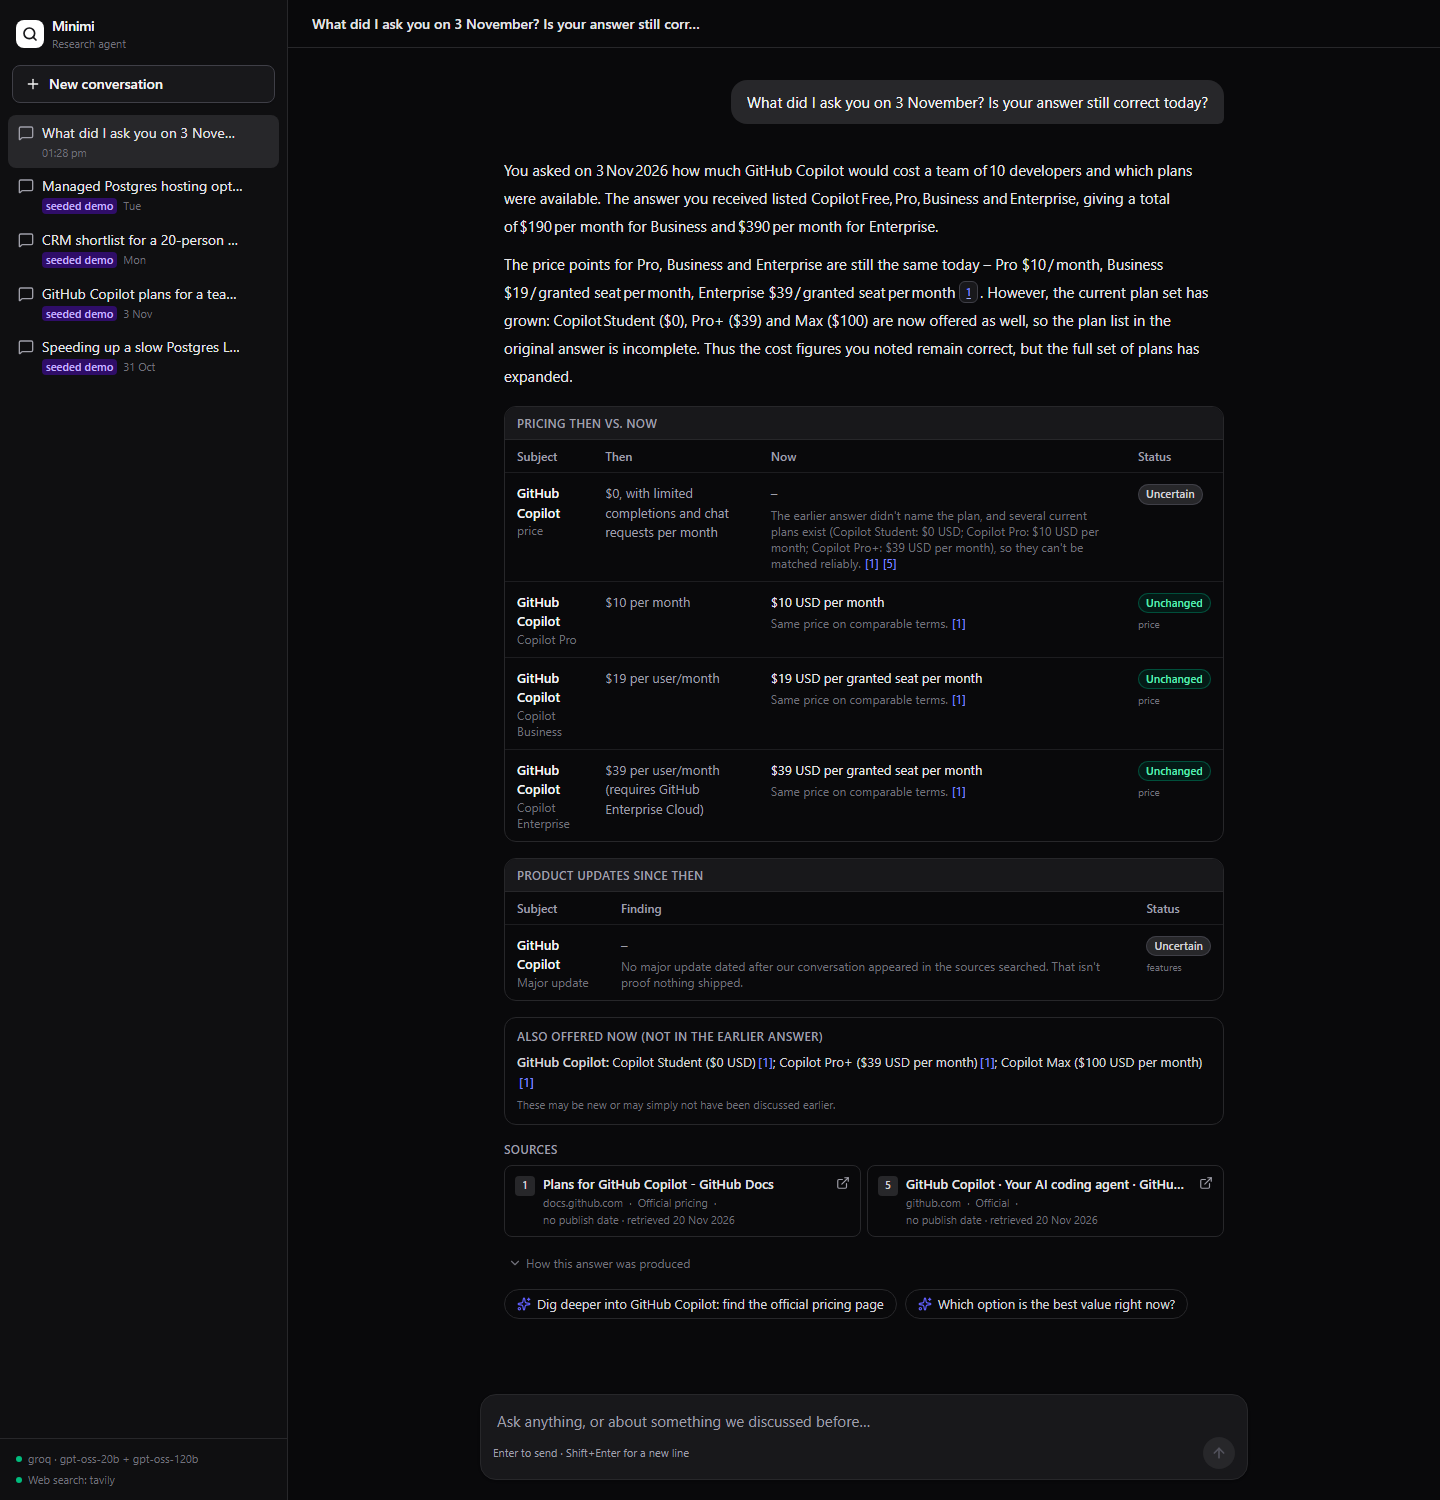 Minimi
Research agent
New conversation
What did I ask you on 3 Nove...
01:28 pm
Managed Postgres hosting opt...
seeded demo Tue
CRM shortlist for a 20-person ...
seeded demo Mon
GitHub Copilot plans for a tea...
seeded demo 3 Nov
Speeding up a slow Postgres L...
seeded demo 31 Oct
groq · gpt-oss-20b + gpt-oss-120b
Web search: tavily
What did I ask you on 3 November? Is your answer still corr...
What did I ask you on 3 November? Is your answer still correct today?
You asked on 3 Nov 2026 how much GitHub Copilot would cost a team of 10 developers and which plans
were available. The answer you received listed Copilot Free, Pro, Business and Enterprise, giving a total
of $190 per month for Business and $390 per month for Enterprise.
The price points for Pro, Business and Enterprise are still the same today – Pro $10 / month, Business
$19 / granted seat per month, Enterprise $39 / granted seat per month 1 . However, the current plan set has
grown: Copilot Student ($0), Pro+ ($39) and Max ($100) are now offered as well, so the plan list in the
original answer is incomplete. Thus the cost figures you noted remain correct, but the full set of plans has
expanded.
PRICING THEN VS. NOW
Subject Then Now Status
GitHub Copilot
price
$0, with limited
completions and chat
requests per month
–
The earlier answer didn't name the plan, and several current
plans exist (Copilot Student: $0 USD; Copilot Pro: $10 USD per
month; Copilot Pro+: $39 USD per month), so they can't be
matched reliably. [1] [5]
Uncertain
GitHub
Copilot
Copilot Pro
$10 per month
$10 USD per month
Same price on comparable terms. [1]
Unchanged
price
GitHub
Copilot
Copilot
Business
$19 per user/month
$19 USD per granted seat per month
Same price on comparable terms. [1]
Unchanged
price
GitHub
Copilot
Copilot
Enterprise
$39 per user/month
(requires GitHub
Enterprise Cloud)
$39 USD per granted seat per month
Same price on comparable terms. [1]
Unchanged
price
PRODUCT UPDATES SINCE THEN
Subject Finding Status
GitHub
Copilot
Major update
–
No major update dated after our conversation appeared in the sources searched. That isn't
proof nothing shipped.
Uncertain
features
ALSO OFFERED NOW (NOT IN THE EARLIER ANSWER)
GitHub Copilot: Copilot Student ($0 USD) [1]; Copilot Pro+ ($39 USD per month) [1]; Copilot Max ($100 USD per month)
[1]
These may be new or may simply not have been discussed earlier.
SOURCES
1 Plans for GitHub Copilot - GitHub Docs
docs.github.com · Official pricing ·
no publish date · retrieved 20 Nov 2026
5 GitHub Copilot · Your AI coding agent · GitHu...
github.com · Official ·
no publish date · retrieved 20 Nov 2026
How this answer was produced
Dig deeper into GitHub Copilot: find the official pricing page
Which option is the best value right now?
Ask anything, or about something we discussed before...
Enter to send · Shift+Enter for a new line